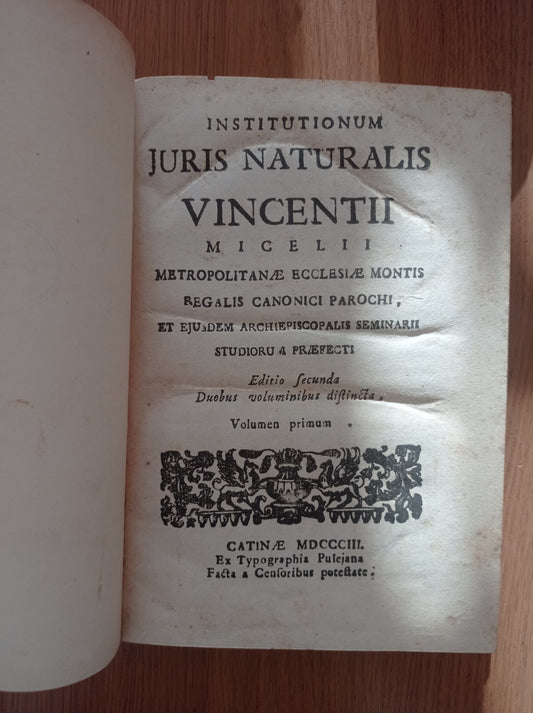 INSTITUTIONUM
JURIS NATURALIS
VINCENTII
MICELII
METROPOLITANÆ ECCLESIÆ MONTIS
REGALIS CANONICI PAROCHI,
ET EJUSDEM ARCHIEPISCOPALIS SEMINARII
STUDIORUM PRÆFECTI
Editio ſecunda
Duobus voluminibus diſtincta.
Volumen primum .
CATINÆ MDCCCIII.
Ex Typographia Pulejana
Facta a Cenſoribus poteſtate.